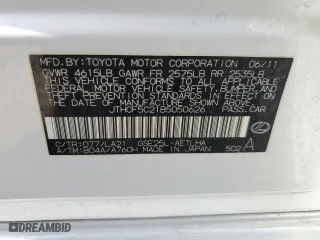 MFD. BY: TOYOTA MOTOR CORPORATION 06/11
GVWR 4615LB GAWR FR 2575LB RR 2535LB
THIS VEHICLE CONFORMS TO ALL APPLICABLE
FEDERAL MOTOR VEHICLE SAFETY, BUMPER, AND
THEFT PREVENTION STANDARDS IN EFFECT ON
THE DATE OF MANUFACTURE SHOWN ABOVE.
JTHCF5C21B5050626 PASS.CAR
C/TR:077/LA21 GSE25L-AETLHA
A/TM:B04A/A760H MADE IN JAPAN 502 A